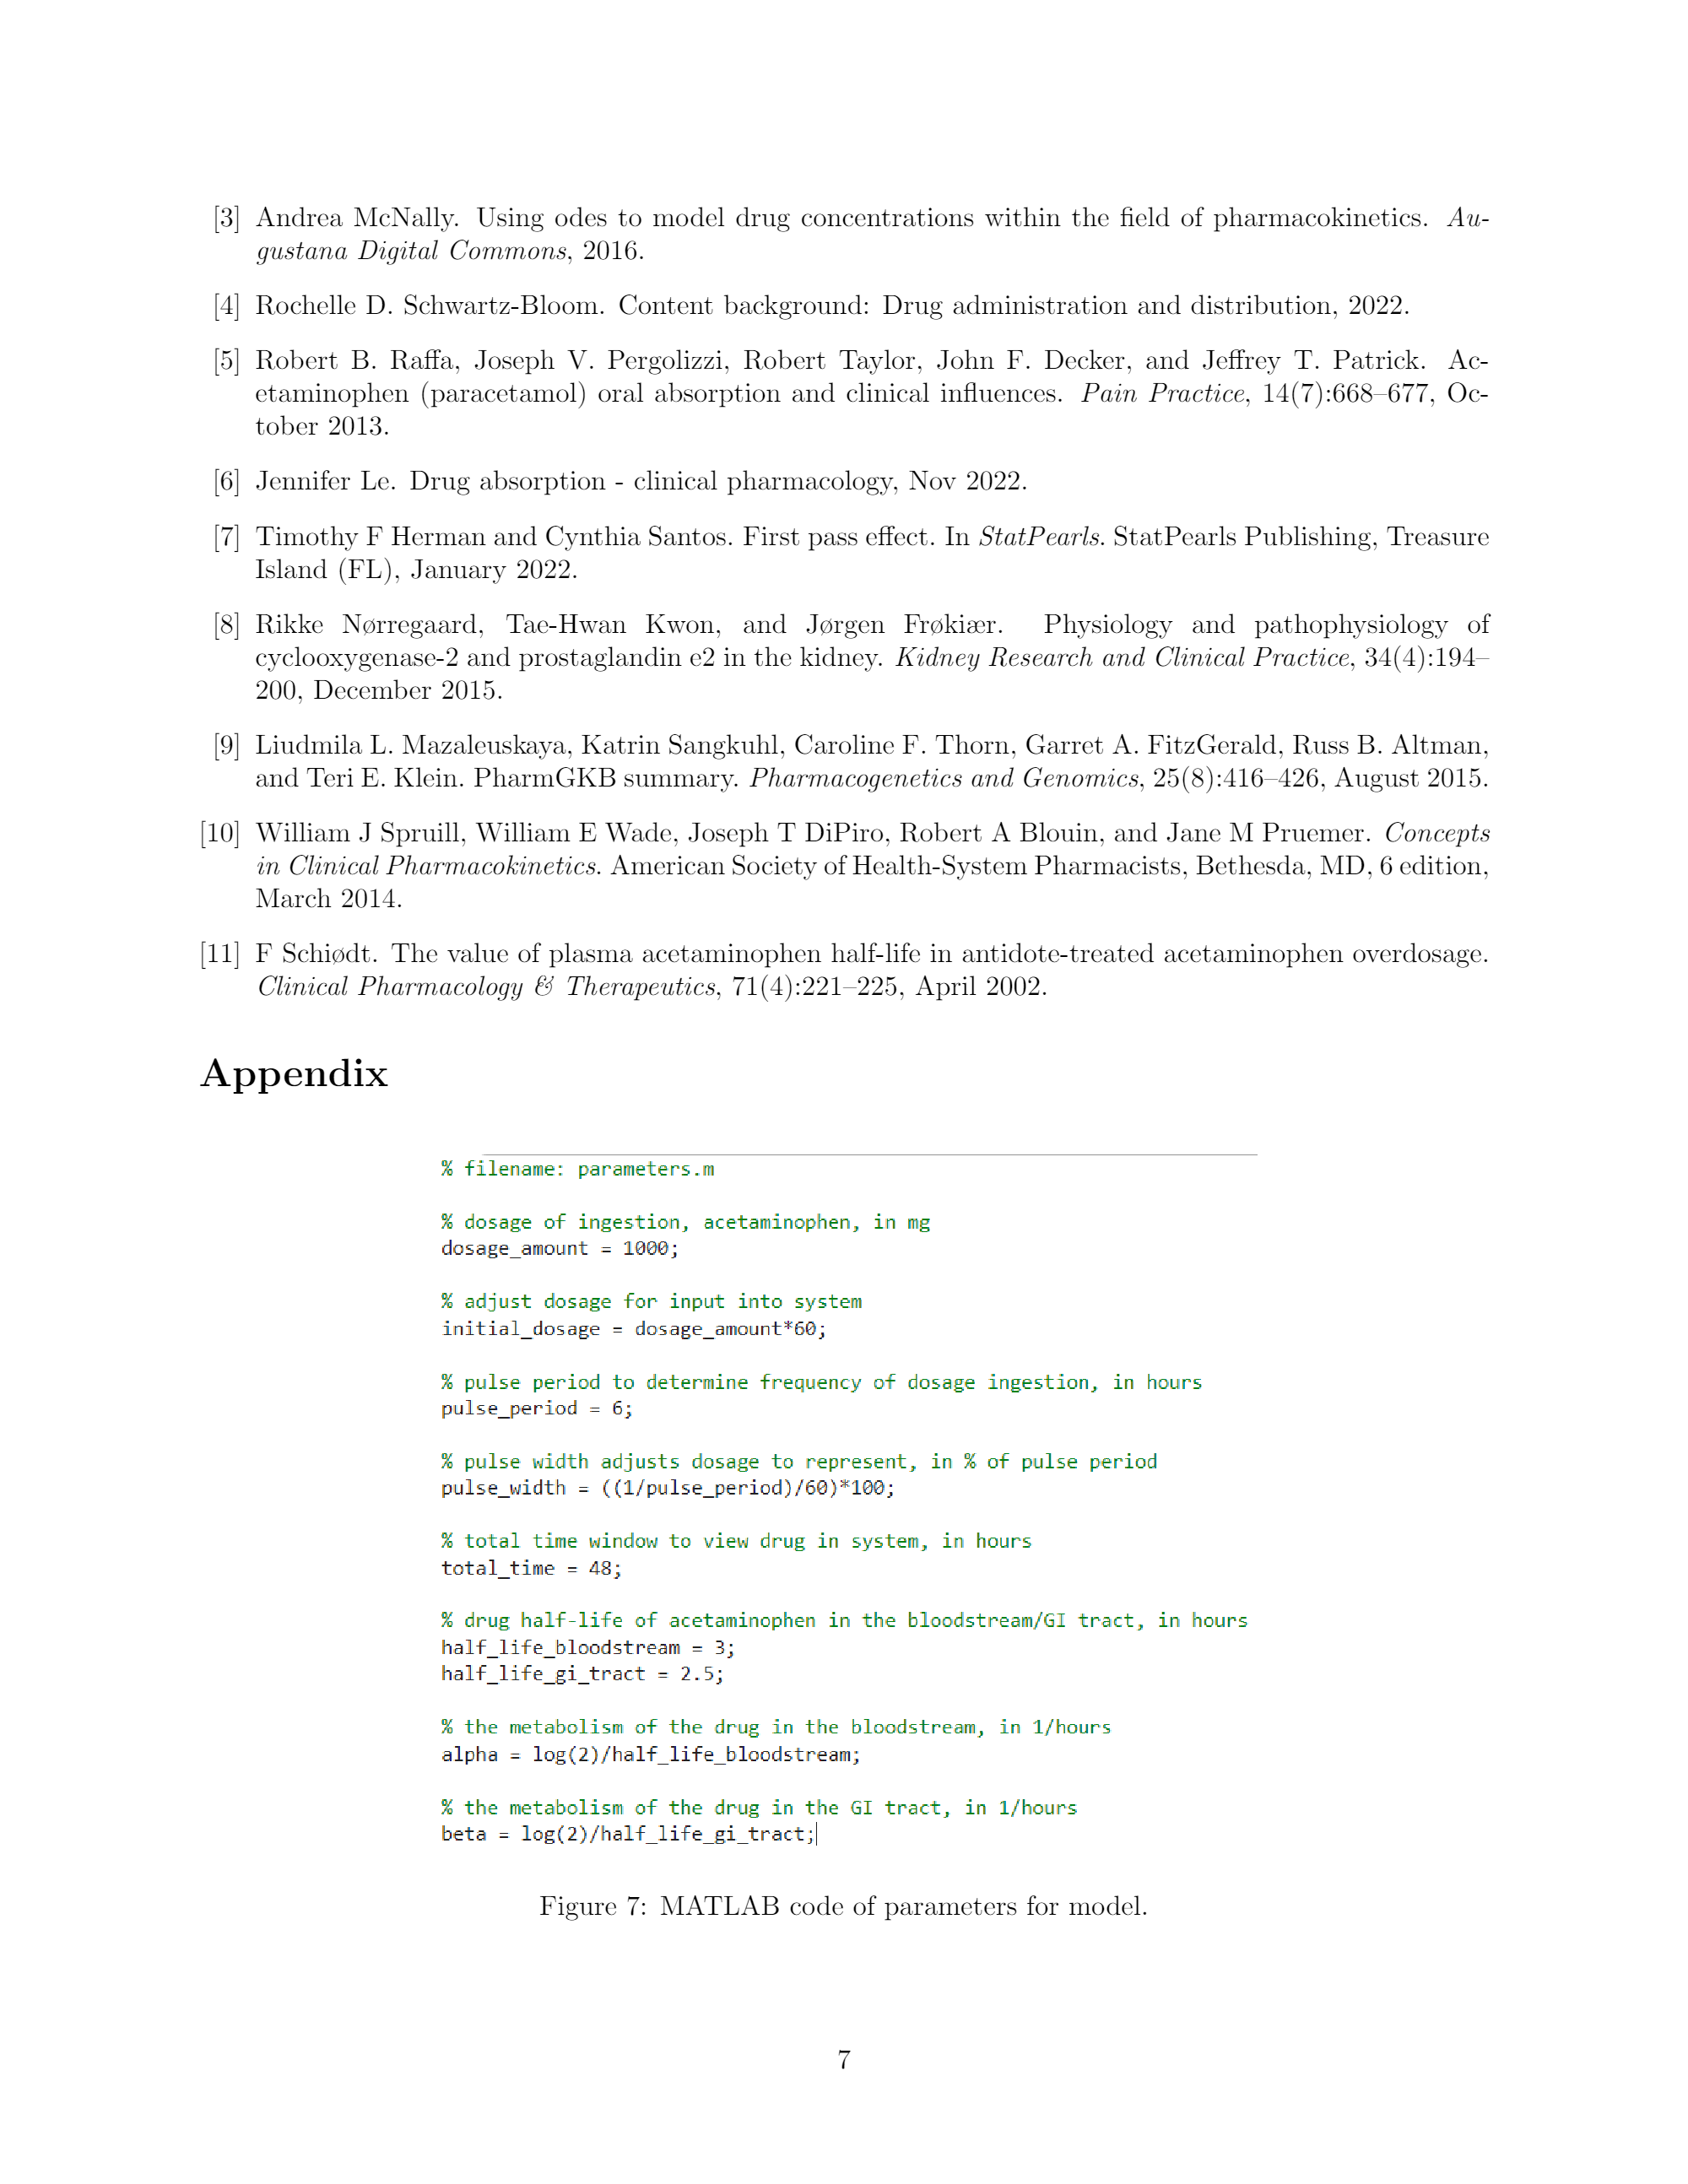 [3] Andrea McNally. Using odes to model drug concentrations within the field of pharmacokinetics. Au-
gustana Digital Commons, 2016.
[4] Rochelle D. Schwartz-Bloom. Content background: Drug administration and distribution, 2022.
[5] Robert B. Raffa, Joseph V. Pergolizzi, Robert Taylor, John F. Decker, and Jeffrey T. Patrick. Ac-
etaminophen (paracetamol) oral absorption and clinical influences. Pain Practice, 14(7):668–677, Oc-
tober 2013.
[6] Jennifer Le. Drug absorption - clinical pharmacology, Nov 2022.
[7] Timothy F Herman and Cynthia Santos. First pass effect. In StatPearls. StatPearls Publishing, Treasure
Island (FL), January 2022.
[8] Rikke Nørregaard, Tae-Hwan Kwon, and Jørgen Frøkiær. Physiology and pathophysiology of
cyclooxygenase-2 and prostaglandin e2 in the kidney. Kidney Research and Clinical Practice, 34(4):194–
200, December 2015.
[9] Liudmila L. Mazaleuskaya, Katrin Sangkuhl, Caroline F. Thorn, Garret A. FitzGerald, Russ B. Altman,
and Teri E. Klein. PharmGKB summary. Pharmacogenetics and Genomics, 25(8):416–426, August 2015.
[10] William J Spruill, William E Wade, Joseph T DiPiro, Robert A Blouin, and Jane M Pruemer. Concepts
in Clinical Pharmacokinetics. American Society of Health-System Pharmacists, Bethesda, MD, 6 edition,
March 2014.
[11] F Schiødt. The value of plasma acetaminophen half-life in antidote-treated acetaminophen overdosage.
Clinical Pharmacology & Therapeutics, 71(4):221–225, April 2002.
Appendix
% filename: parameters.m
% dosage of ingestion, acetaminophen, in mg
dosage_amount = 1000;
% adjust dosage for input into system
initial_dosage = dosage_amount*60;
% pulse period to determine frequency of dosage ingestion, in hours
pulse_period = 6;
% pulse width adjusts dosage to represent, in % of pulse period
pulse_width = ((1/pulse_period)/60)*100;
% total time window to view drug in system, in hours
total_time = 48;
% drug half-life of acetaminophen in the bloodstream/GI tract, in hours
half_life_bloodstream = 3;
half_life_gi_tract = 2.5;
% the metabolism of the drug in the bloodstream, in 1/hours
alpha = log(2)/half_life_bloodstream;
% the metabolism of the drug in the GI tract, in 1/hours
beta = log(2)/half_life_gi_tract;
Figure 7: MATLAB code of parameters for model.
7